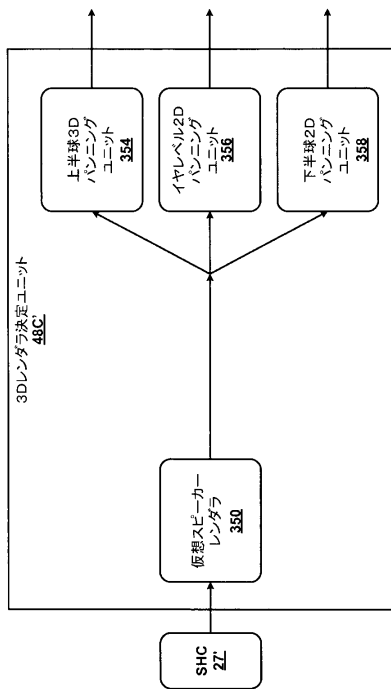 3Dレンダラ決定ユニット
48C'
SHC
27'
仮想スピーカー
レンダラ
350
上半球3D
パンニング
ユニット
354
イヤレベル2D
パンニング
ユニット
356
下半球2D
パンニング
ユニット
358